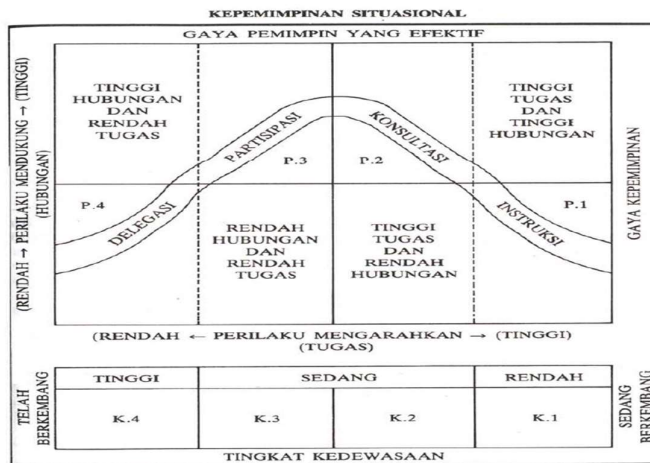 KEPEMIMPINAN SITUASIONAL
GAYA PEMIMPIN YANG EFEKTIF
(RENDAH → PERILAKU MENDUKUNG → (TINGGI)
(HUBUNGAN)
TINGGI
HUBUNGAN
DAN
RENDAH
TUGAS
TINGGI
TUGAS
DAN
TINGGI
HUBUNGAN
PARTISIPASI
KONSULTASI
P.3
P.2
P.4
P.1
DELEGASI
INSTRUKSI
RENDAH
HUBUNGAN
DAN
RENDAH
TUGAS
TINGGI
TUGAS
DAN
RENDAH
HUBUNGAN
GAYA KEPEMIMPINAN
(RENDAH ← PERILAKU MENGARAHKAN → (TINGGI)
(TUGAS)
TELAH
BERKEMBANG
TINGGI
SEDANG
RENDAH
K.4
K.3
K.2
K.1
SEDANG
BERKEMBANG
TINGKAT KEDEWASAAN